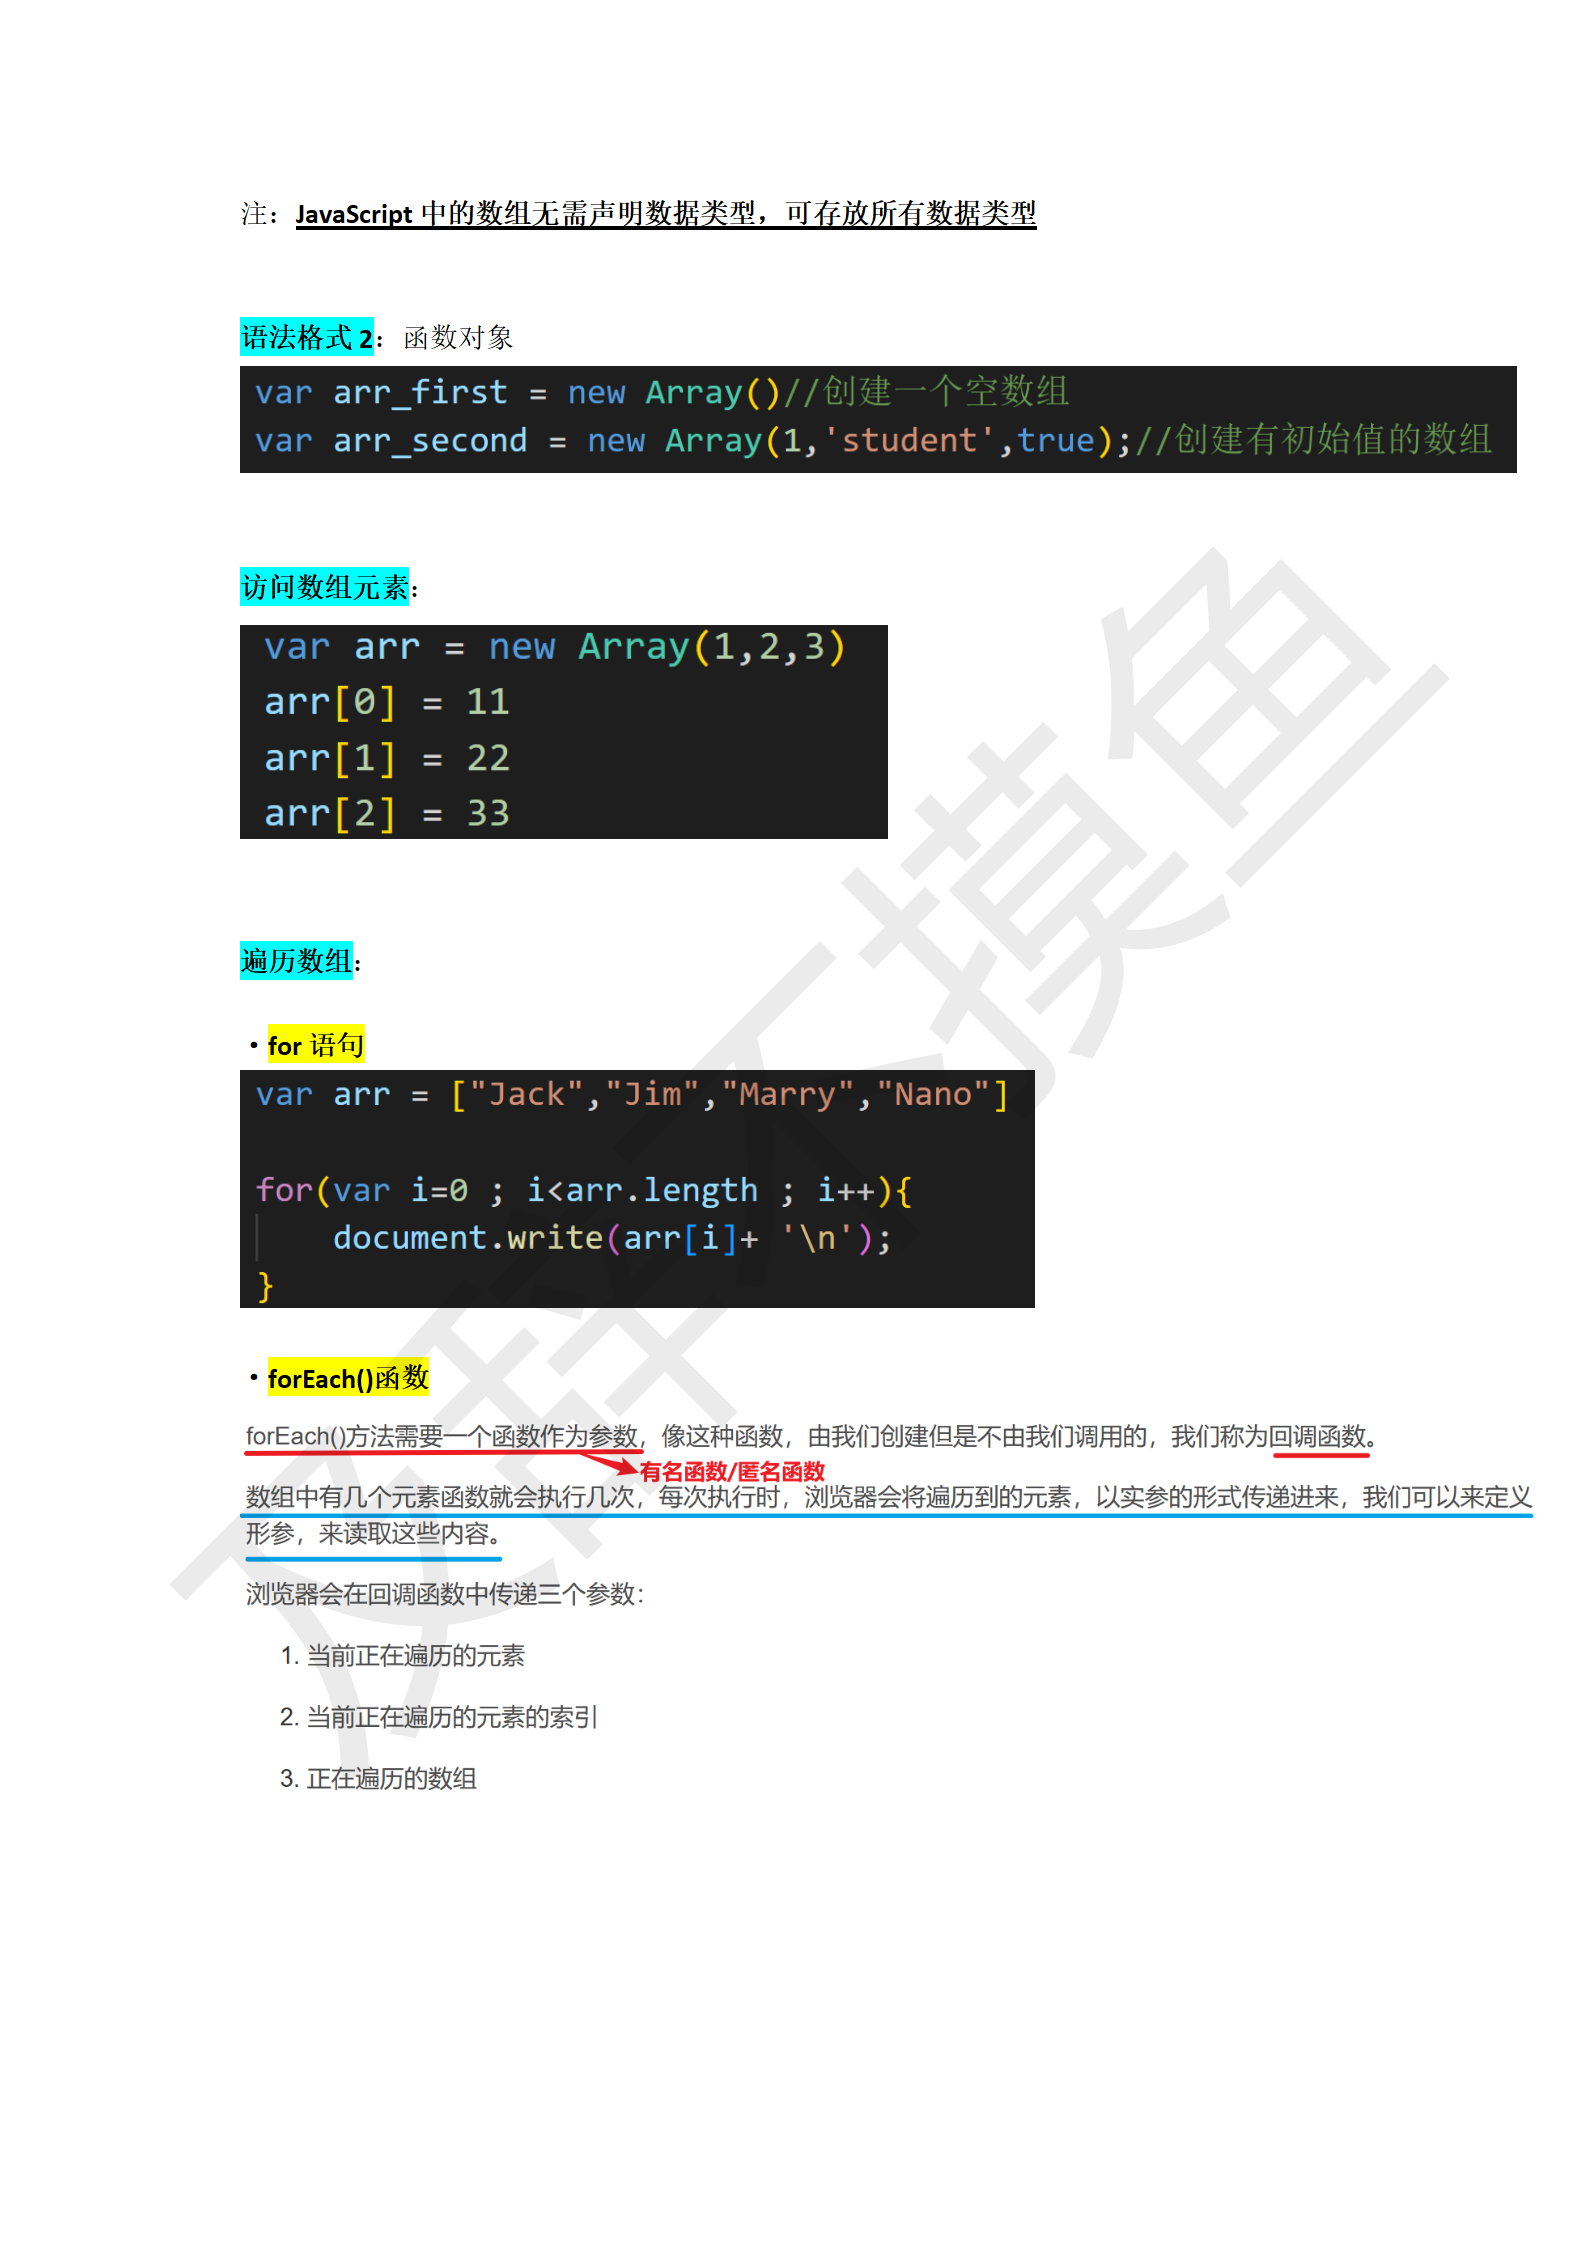 注：JavaScript 中的数组无需声明数据类型，可存放所有数据类型
语法格式 2：函数对象
var arr_first = new Array()//创建一个空数组
var arr_second = new Array(1,'student',true);//创建有初始值的数组
访问数组元素：
var arr = new Array(1,2,3)
arr[0] = 11
arr[1] = 22
arr[2] = 33
遍历数组：
·for 语句
var arr = ["Jack","Jim","Marry","Nano"]
for(var i=0 ; i<arr.length ; i++){
    document.write(arr[i]+ '\n');
}
·forEach()函数
forEach()方法需要一个函数作为参数，像这种函数，由我们创建但是不由我们调用的，我们称为回调函数。
有名函数/匿名函数
数组中有几个元素函数就会执行几次，每次执行时，浏览器会将遍历到的元素，以实参的形式传递进来，我们可以来定义
形参，来读取这些内容。
浏览器会在回调函数中传递三个参数：
1. 当前正在遍历的元素
2. 当前正在遍历的元素的索引
3. 正在遍历的数组
及辞不摸鱼